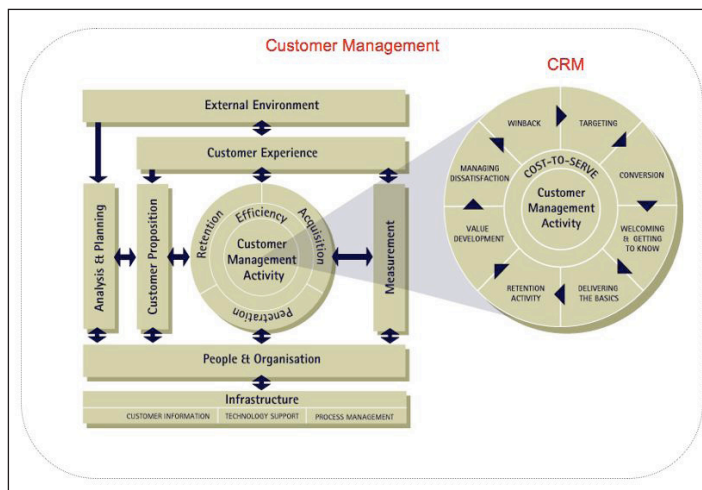 Customer Management
CRM
External Environment
Customer Experience
Analysis & Planning
Customer Proposition
Retention
Efficiency
Acquisition
Customer
Management
Activity
Penetration
Measurement
People & Organisation
Infrastructure
CUSTOMER INFORMATION
TECHNOLOGY SUPPORT
PROCESS MANAGEMENT
WINBACK
TARGETING
MANAGING
DISSATISFACTION
COST-TO-SERVE
CONVERSION
Customer
Management
Activity
VALUE
DEVELOPMENT
WELCOMING
& GETTING
TO KNOW
RETENTION
ACTIVITY
DELIVERING
THE BASICS